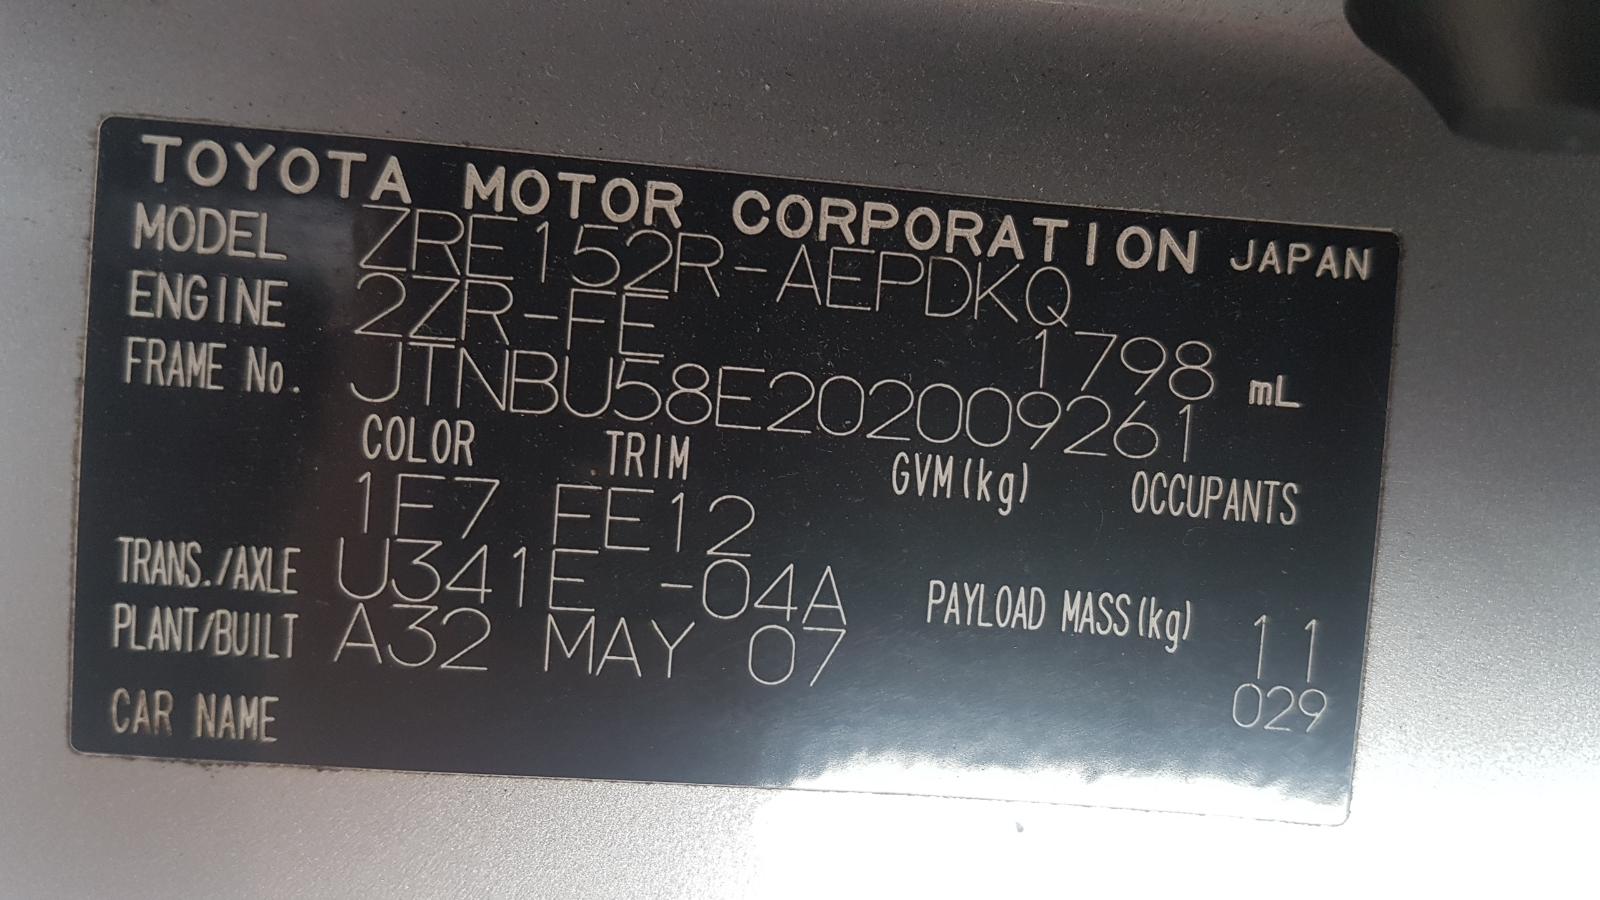 TOYOTA MOTOR CORPORATION JAPAN
MODEL ZRE152R-AEPDKQ
ENGINE 2ZR-FE 1798 mL
FRAME No. JTNBU58E202009261
COLOR TRIM GVM(kg) OCCUPANTS
1F7 FE12
TRANS./AXLE U341E -04A PAYLOAD MASS(kg)
PLANT/BUILT A32 MAY 07 11
029
CAR NAME